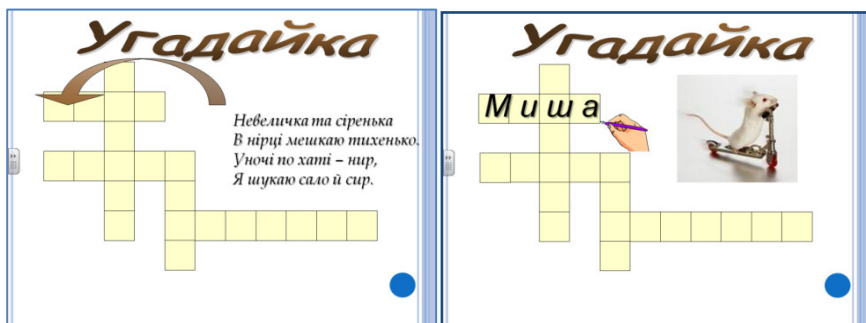 Угадайка
Невеличка та сіренька
В нірці мешкаю тихенько.
Уночі по хаті – нир,
Я шукаю сало й сир.
Угадайка
Миша